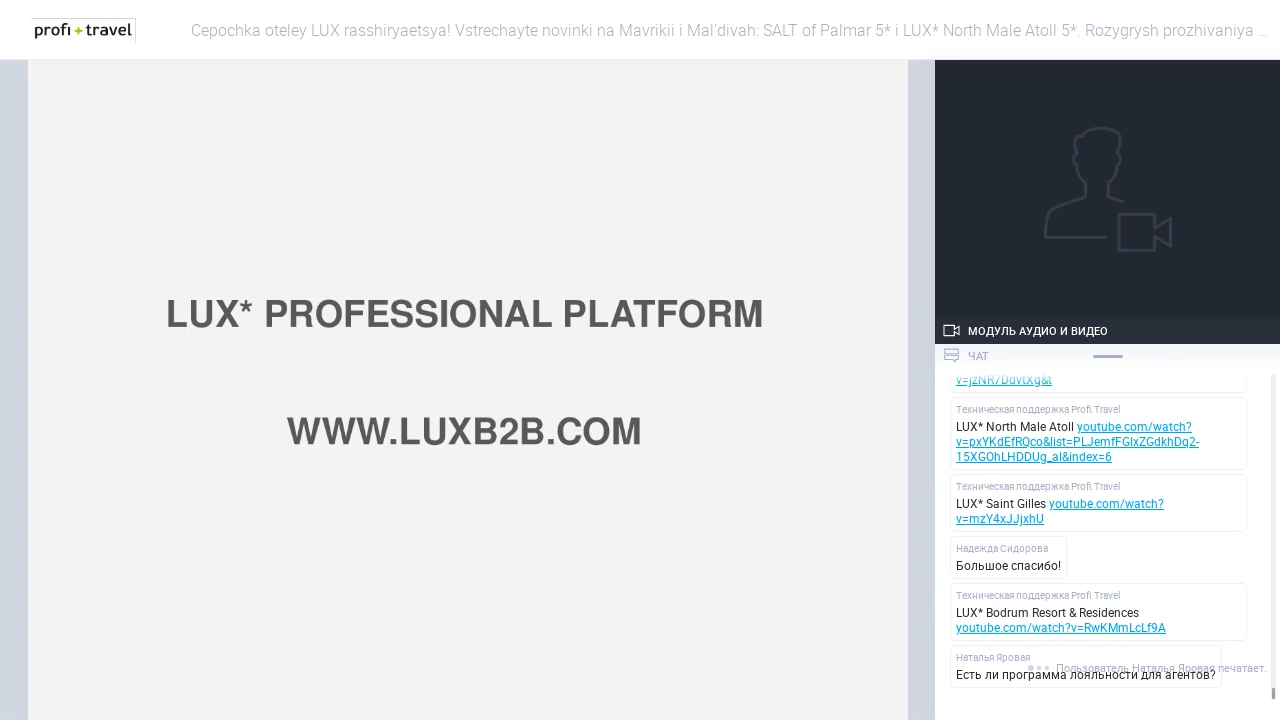 profi + travel
Cepochka oteley LUX rasshiryaetsya! Vstrechayte novinki na Mavrikii i Mal'divah: SALT of Palmar 5* i LUX* North Male Atoll 5*. Rozygrysh prozhivaniya ...
LUX* PROFESSIONAL PLATFORM
WWW.LUXB2B.COM
МОДУЛЬ АУДИО И ВИДЕО
ЧАТ
v=jzNR7DdvtXg&t
Техническая поддержка Profi.Travel
LUX* North Male Atoll youtube.com/watch?
v=pxYKdEfRQco&list=PLJemfFGIxZGdkhDq2-
15XGOhLHDDUg_al&index=6
Техническая поддержка Profi.Travel
LUX* Saint Gilles youtube.com/watch?
v=mzY4xJJjxhU
Надежда Сидорова
Большое спасибо!
Техническая поддержка Profi.Travel
LUX* Bodrum Resort & Residences
youtube.com/watch?v=RwKMmLcLf9A
Наталья Яровая
Пользователь Наталья Яровая печатает.
Есть ли программа лояльности для агентов?